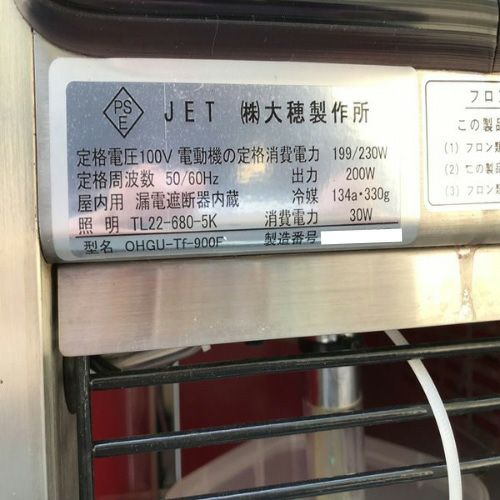 PS
E
JET ㈱大穂製作所
定格電圧100V 電動機の定格消費電力 199/230W
定格周波数 50/60Hz 出力 200W
屋内用 漏電遮断器内蔵 冷媒 134a・330g
照明 TL22-680-5K 消費電力 30W
型名 OHGU-Tf-900F 製造番号
フロン
この製品
(1) フロン類
(2) この製品
(3) フロン類